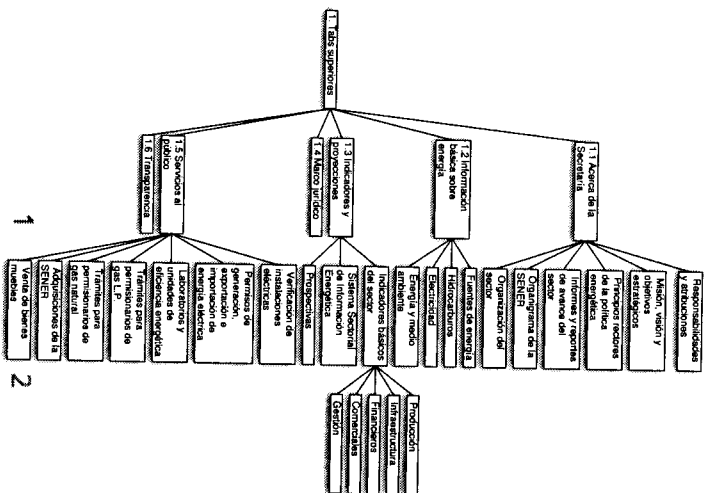 1. Tabs superiores
1.1 Acerca de la
Secretaría
Responsabilidades
y atribuciones
Misión, visión y
objetivos
estratégicos
Principios rectores
de la política
energética
Informes y reportes
de avance del
sector
Organigrama de la
SENER
Organización del
sector
1.2 Información
básica sobre
energía
Fuentes de energía
Hidrocarburos
Electricidad
Energía y medio
ambiente
1.3 Indicadores y
proyecciones
Indicadores básicos
del sector
Producción
Infraestructura
Financieros
Comerciales
Gestión
Sistema Sectorial
de Información
Energética
Prospectivas
1.4 Marco jurídico
1.5 Servicios al
público
Verificación de
instalaciones
eléctricas
Permisos de
generación,
exportación e
importación de
energía eléctrica
Laboratorios y
unidades de
eficiencia energética
Trámites para
permisionarios de
gas L.P.
Trámites para
permisionarios de
gas natural
Adquisiciones de la
SENER
Venta de bienes
muebles
1.6 Transparencia
1
2